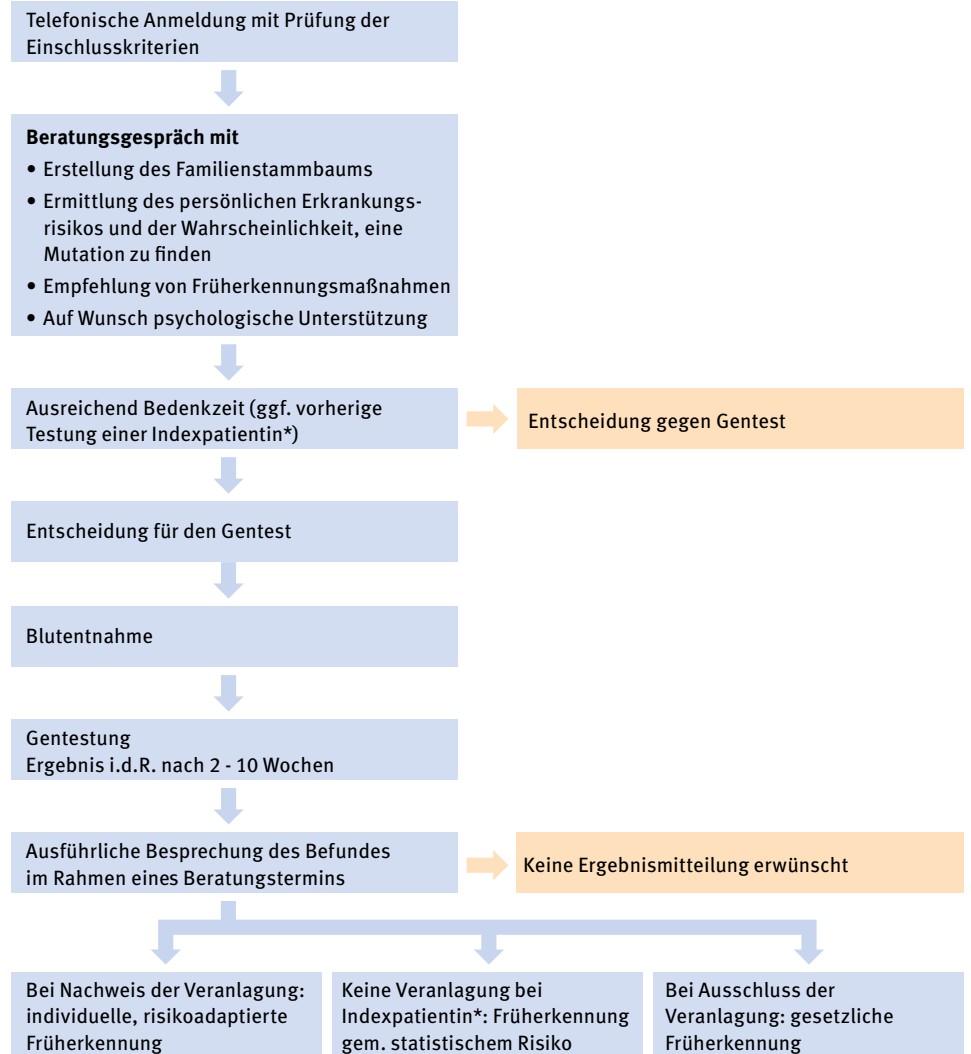 Telefonische Anmeldung mit Prüfung der
Einschlusskriterien
Beratungsgespräch mit
• Erstellung des Familienstammbaums
• Ermittlung des persönlichen Erkrankungs-
risikos und der Wahrscheinlichkeit, eine
Mutation zu finden
• Empfehlung von Früherkennungsmaßnahmen
• Auf Wunsch psychologische Unterstützung
Ausreichend Bedenkzeit (ggf. vorherige
Testung einer Indexpatientin*)
Entscheidung gegen Gentest
Entscheidung für den Gentest
Blutentnahme
Gentestung
Ergebnis i.d.R. nach 2 - 10 Wochen
Ausführliche Besprechung des Befundes
im Rahmen eines Beratungstermins
Keine Ergebnismitteilung erwünscht
Bei Nachweis der Veranlagung:
individuelle, risikoadaptierte
Früherkennung
Keine Veranlagung bei
Indexpatientin*: Früherkennung
gem. statistischem Risiko
Bei Ausschluss der
Veranlagung: gesetzliche
Früherkennung